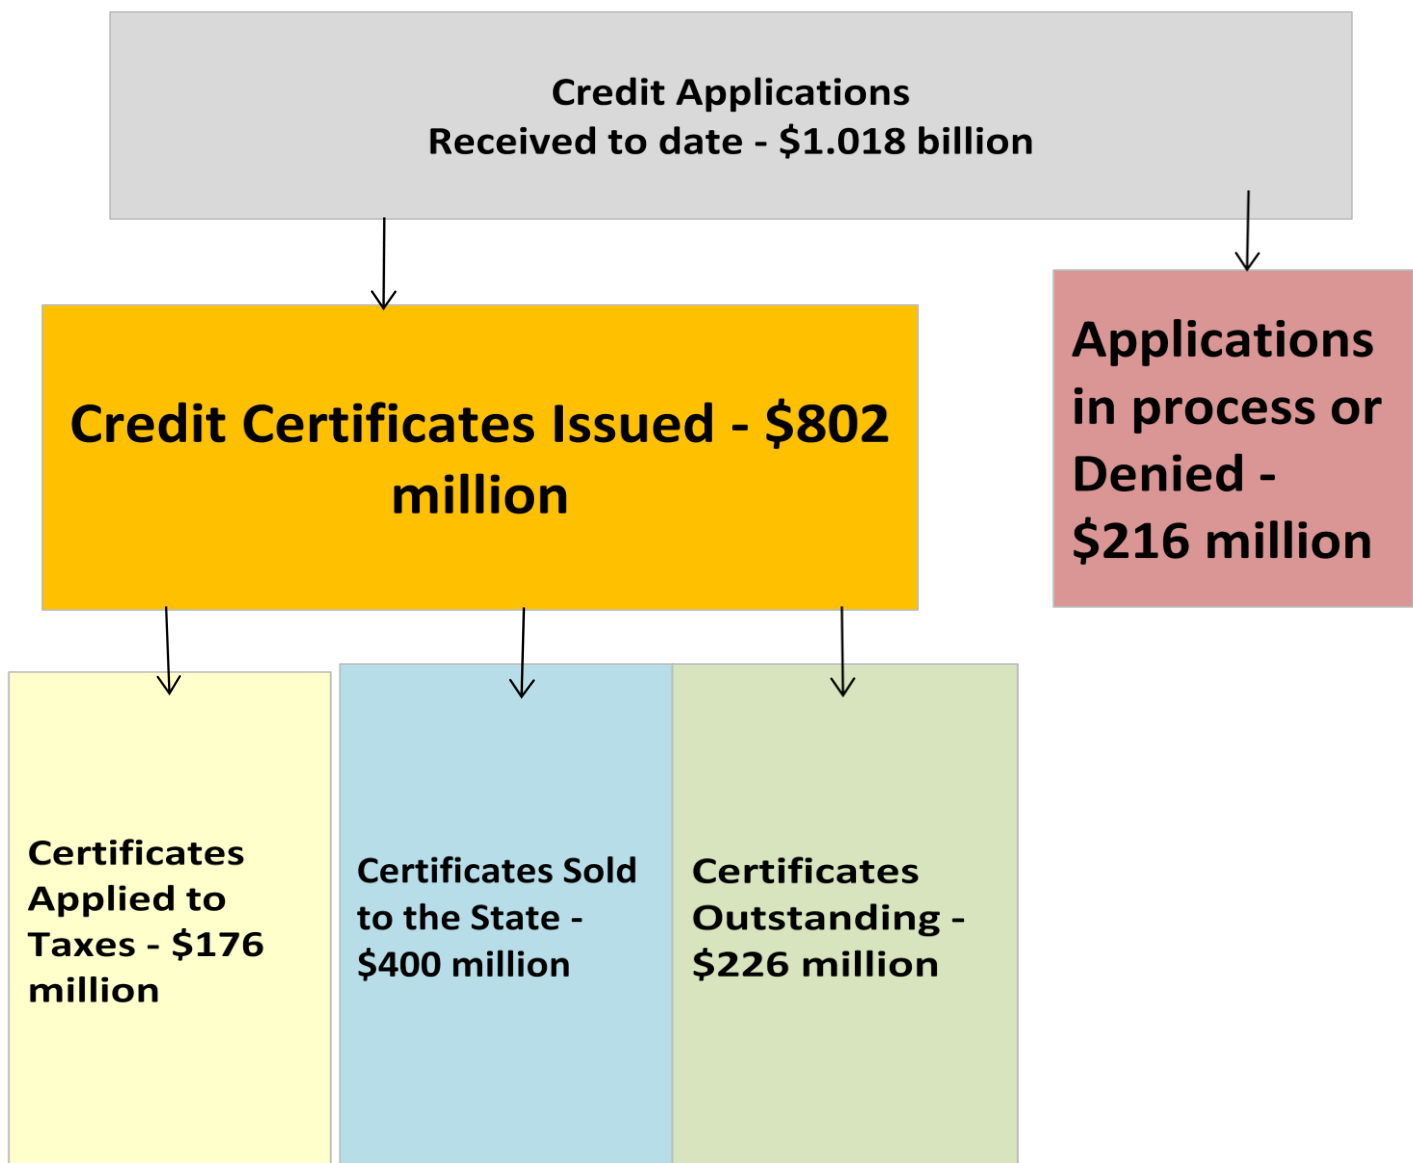 Credit Applications
Received to date - $1.018 billion
Credit Certificates Issued - $802
million
Applications
in process or
Denied -
$216 million
Certificates
Applied to
Taxes - $176
million
Certificates Sold
to the State -
$400 million
Certificates
Outstanding -
$226 million